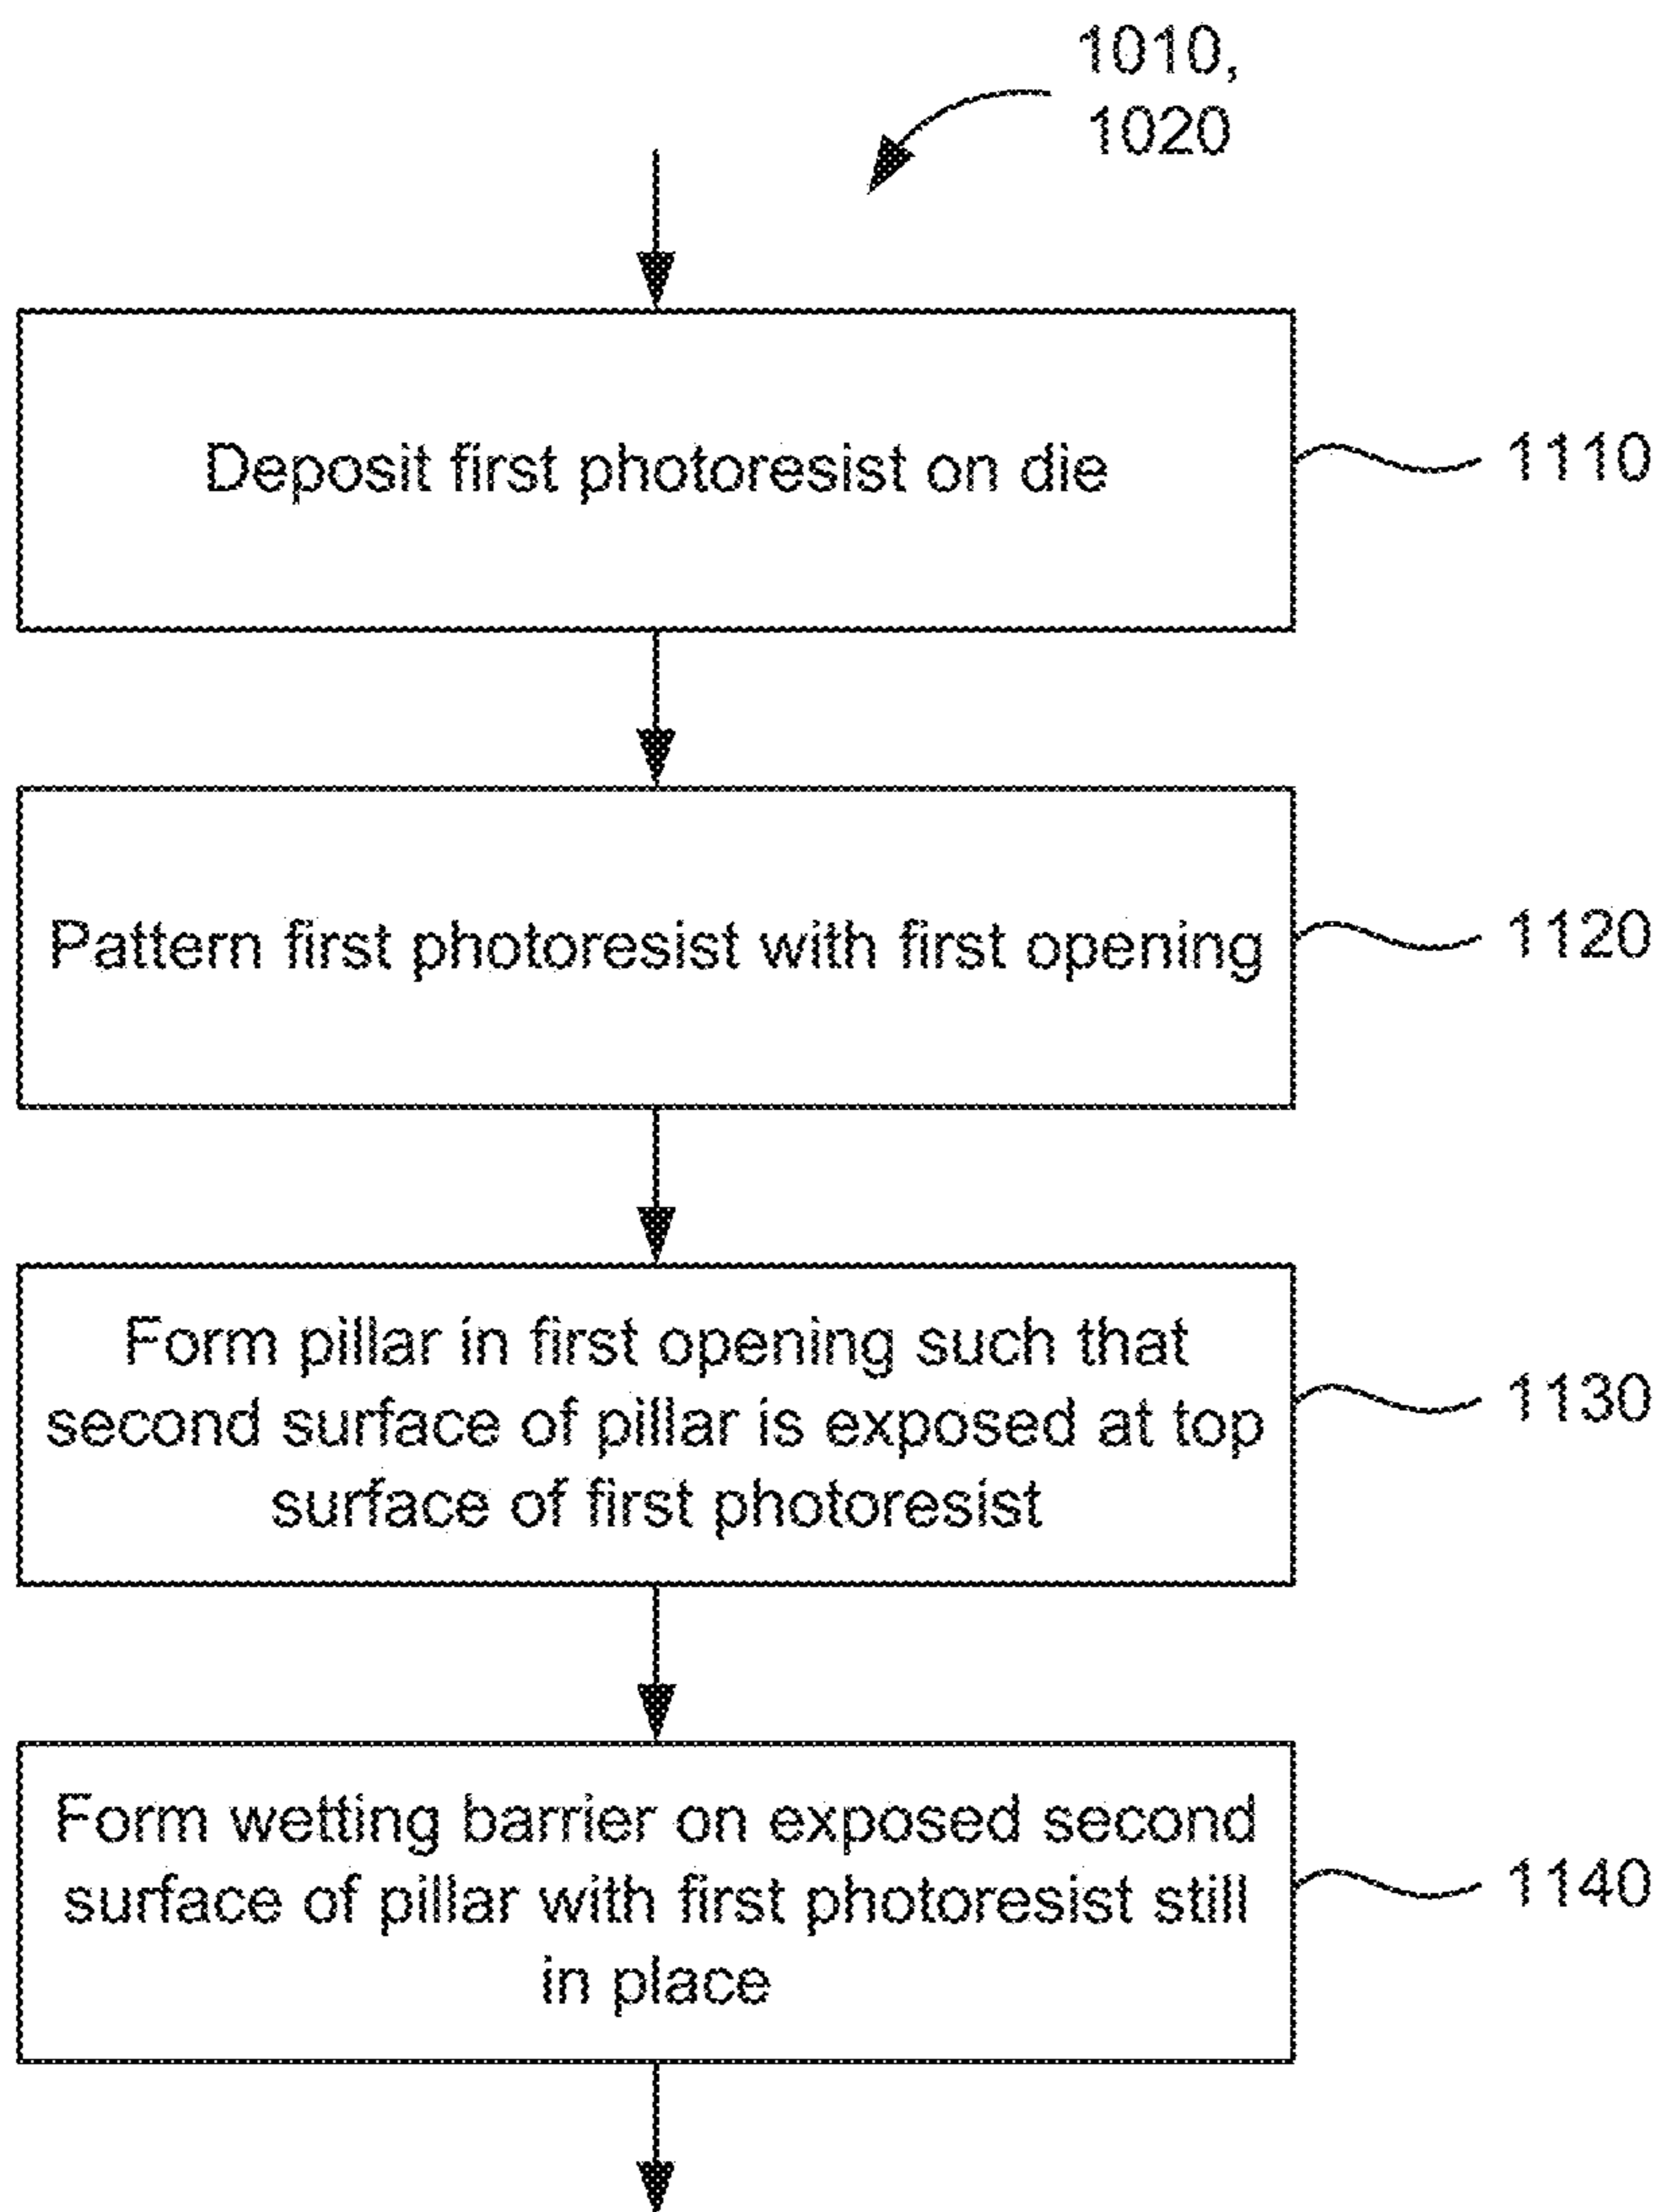 1010,
1020
Deposit first photoresist on die
1110
Pattern first photoresist with first opening
1120
Form pillar in first opening such that
second surface of pillar is exposed at top
surface of first photoresist
1130
Form wetting barrier on exposed second
surface of pillar with first photoresist still
in place
1140